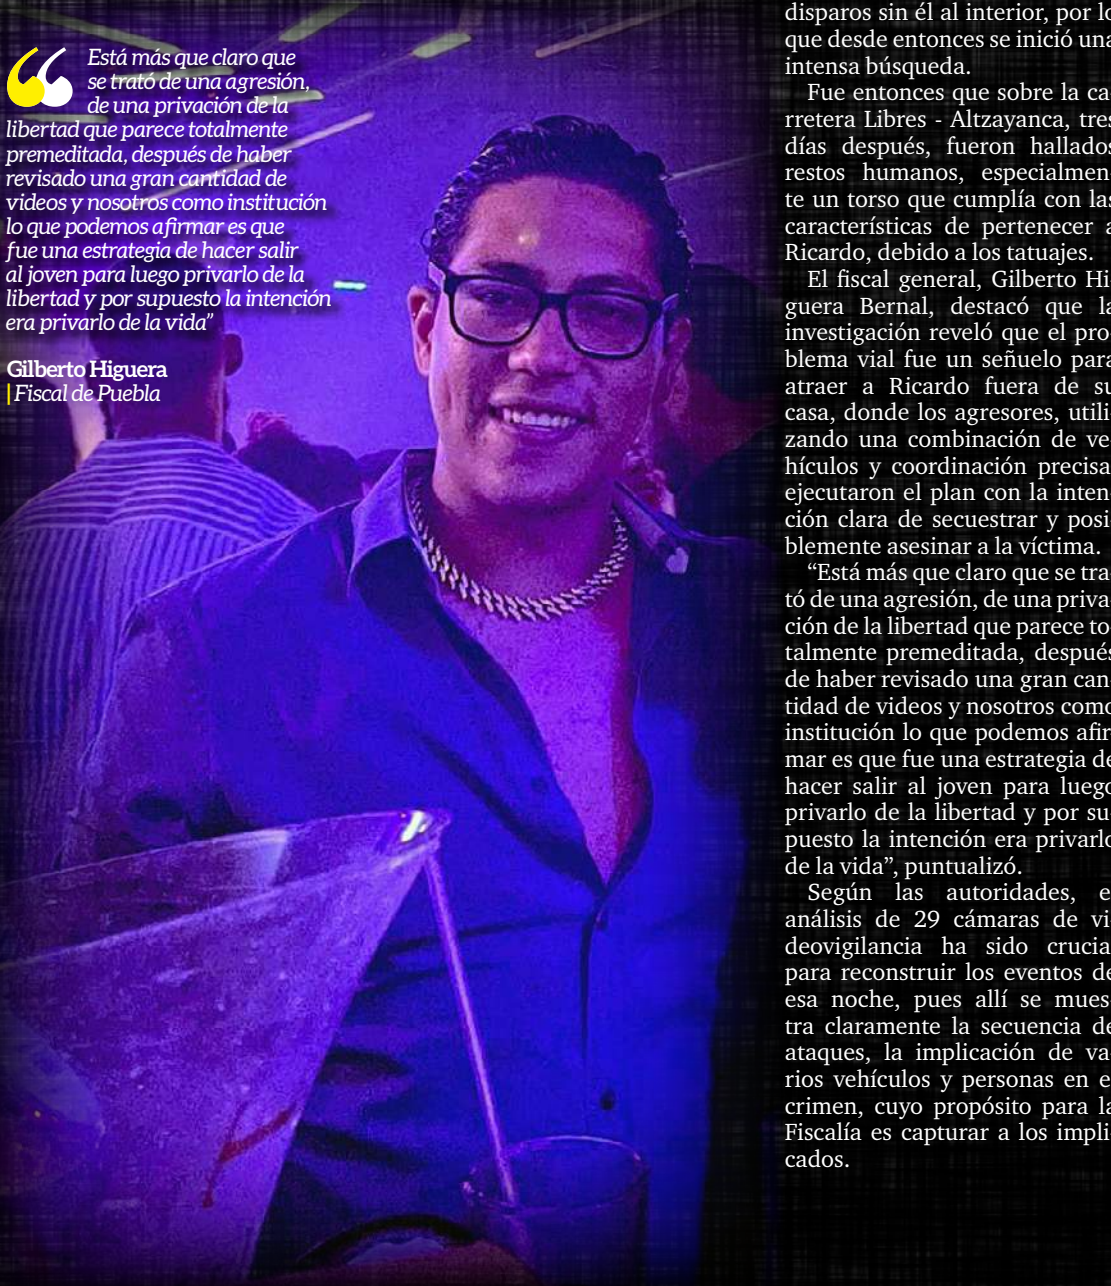 Está más que claro que
se trató de una agresión,
de una privación de la
libertad que parece totalmente
premeditada, después de haber
revisado una gran cantidad de
videos y nosotros como institución
lo que podemos afirmar es que
fue una estrategia de hacer salir
al joven para luego privarlo de la
libertad y por supuesto la intención
era privarlo de la vida”
Gilberto Higuera
| Fiscal de Puebla
disparos sin él al interior, por lo
que desde entonces se inició una
intensa búsqueda.
Fue entonces que sobre la ca-
rretera Libres - Altzayanca, tres
días después, fueron hallados
restos humanos, especialmen-
te un torso que cumplía con las
características de pertenecer a
Ricardo, debido a los tatuajes.
El fiscal general, Gilberto Hi-
guera Bernal, destacó que la
investigación reveló que el pro-
blema vial fue un señuelo para
atraer a Ricardo fuera de su
casa, donde los agresores, utili-
zando una combinación de ve-
hículos y coordinación precisa,
ejecutaron el plan con la inten-
ción clara de secuestrar y posi-
blemente asesinar a la víctima.
“Está más que claro que se tra-
tó de una agresión, de una priva-
ción de la libertad que parece to-
talmente premeditada, después
de haber revisado una gran can-
tidad de videos y nosotros como
institución lo que podemos afir-
mar es que fue una estrategia de
hacer salir al joven para luego
privarlo de la libertad y por su-
puesto la intención era privarlo
de la vida”, puntualizó.
Según las autoridades, el
análisis de 29 cámaras de vi-
deovigilancia ha sido crucial
para reconstruir los eventos de
esa noche, pues allí se mues-
tra claramente la secuencia de
ataques, la implicación de va-
rios vehículos y personas en el
crimen, cuyo propósito para la
Fiscalía es capturar a los impli-
cados.